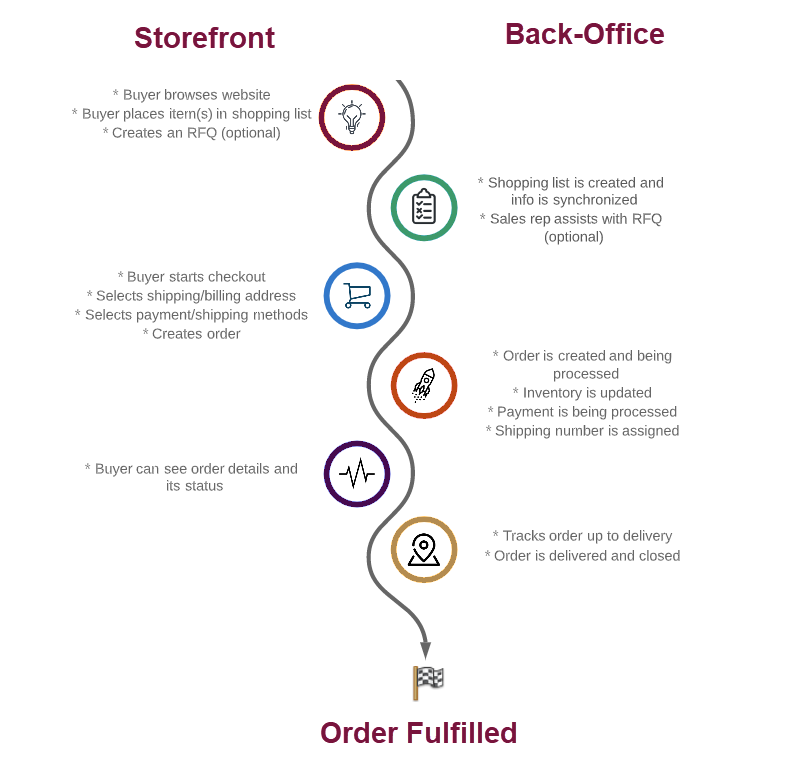 Storefront
Back-Office
* Buyer browses website
* Buyer places item(s) in shopping list
* Creates an RFQ (optional)
* Shopping list is created and
info is synchronized
* Sales rep assists with RFQ
(optional)
* Buyer starts checkout
* Selects shipping/billing address
* Selects payment/shipping methods
* Creates order
* Order is created and being
processed
* Inventory is updated
* Payment is being processed
* Shipping number is assigned
* Buyer can see order details and
its status
* Tracks order up to delivery
* Order is delivered and closed
Order Fulfilled